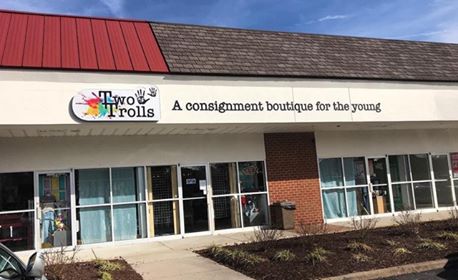 Two
Trolls
A consignment boutique for the young